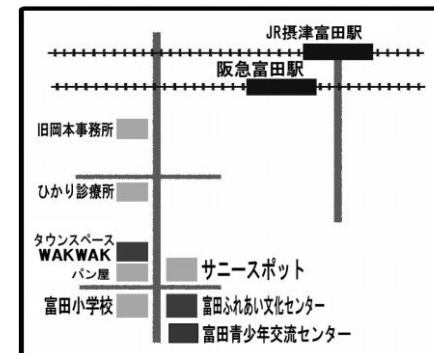 JR摂津富田駅
阪急富田駅
旧岡本事務所
ひかり診療所
タウンスペース
WAKWAK
パン屋
サニースポット
富田小学校
富田ふれあい文化センター
富田青少年交流センター